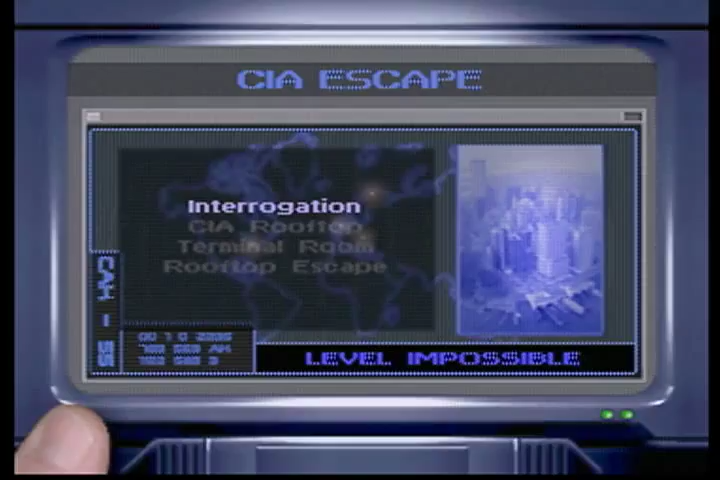 CIA ESCAPE
Interrogation
CIA Rooftop
Terminal Room
Rooftop Escape
LEVEL IMPOSSIBLE